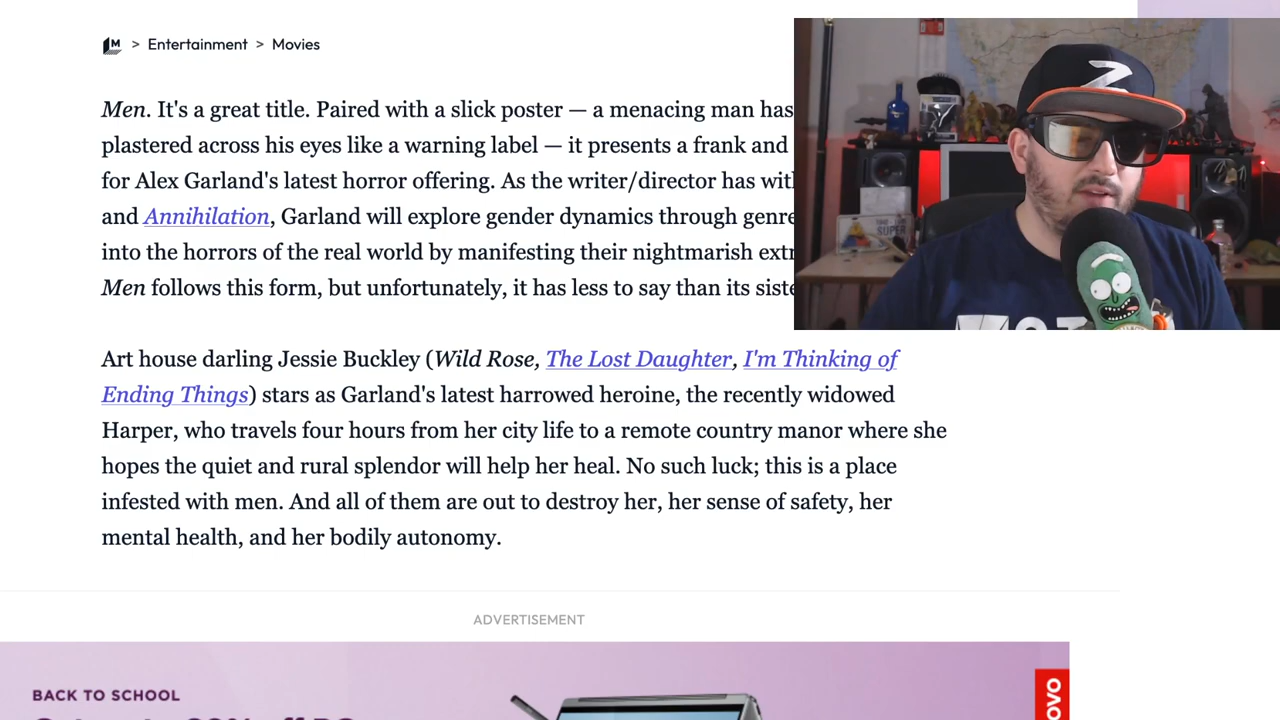 M > Entertainment > Movies
Men. It's a great title. Paired with a slick poster — a menacing man has
plastered across his eyes like a warning label — it presents a frank and
for Alex Garland's latest horror offering. As the writer/director has
and Annihilation, Garland will explore gender dynamics through genre
into the horrors of the real world by manifesting their nightmarish
Men follows this form, but unfortunately, it has less to say than its
Art house darling Jessie Buckley (Wild Rose, The Lost Daughter, I'm Thinking of
Ending Things) stars as Garland's latest harrowed heroine, the recently widowed
Harper, who travels four hours from her city life to a remote country manor where she
hopes the quiet and rural splendor will help her heal. No such luck; this is a place
infested with men. And all of them are out to destroy her, her sense of safety, her
mental health, and her bodily autonomy.
ADVERTISEMENT
BACK TO SCHOOL
SUPER
Z